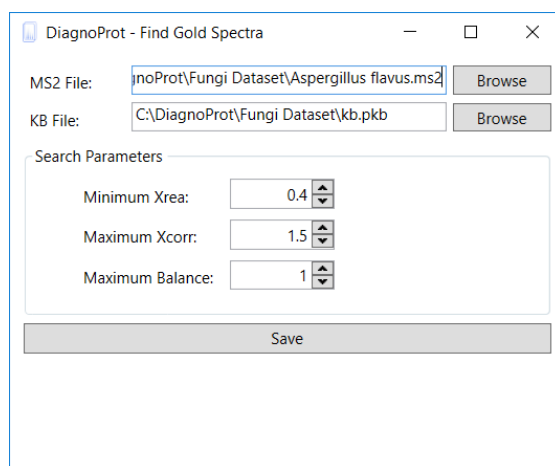 DiagnoProt - Find Gold Spectra
MS2 File: gnoProt\Fungi Dataset\Aspergillus flavus.ms2 Browse
KB File: C:\DiagnoProt\Fungi Dataset\kb.pkb Browse
Search Parameters
Minimum Xrea: 0.4
Maximum Xcorr: 1.5
Maximum Balance: 1
Save